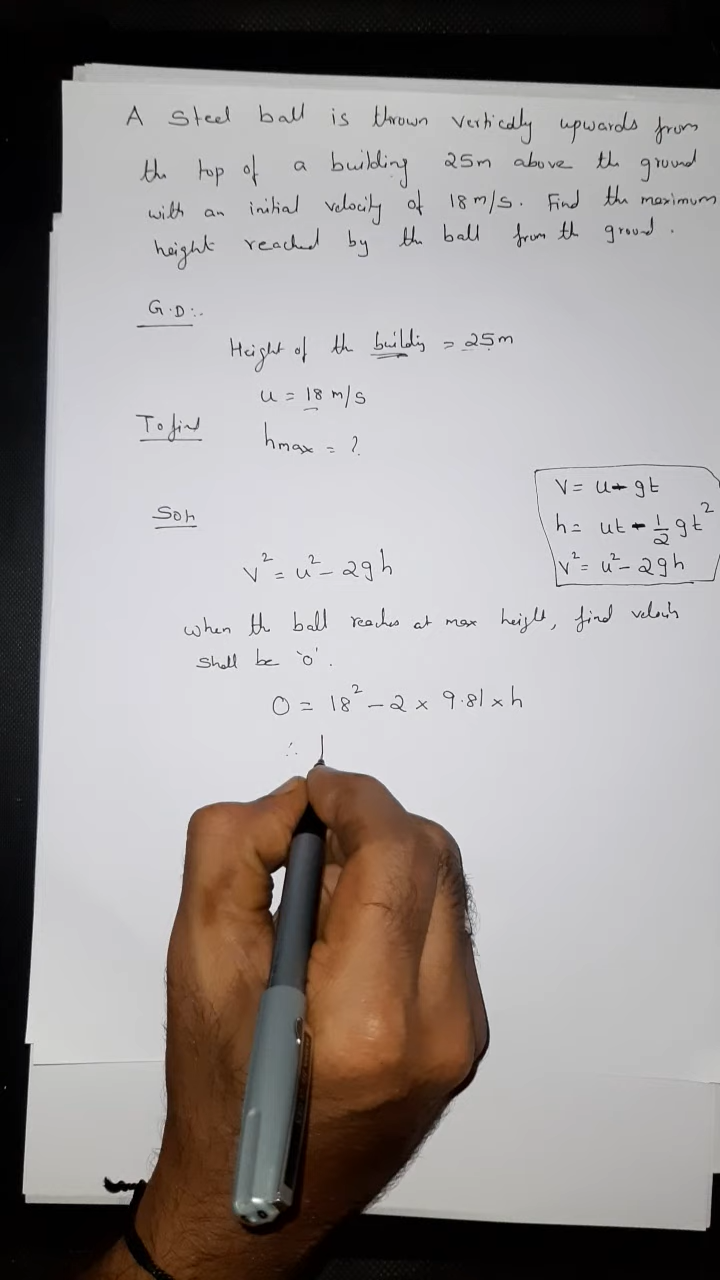 A steel ball is thrown vertically upwards from
the top of a building 25m above the ground
with an initial velocity of 18 m/s. Find the maximum
height reached by the ball from the ground.
G.D:-
Height of the building = 25m
u = 18 m/s
To find
hmax = ?
V = u - gt
Soln
h = ut - 1/2 gt²
V² = u² - 2gh
V² = u² - 2gh
when the ball reaches at max height, find velocity
shall be '0'.
0 = 18² - 2 × 9.81 × h
∴